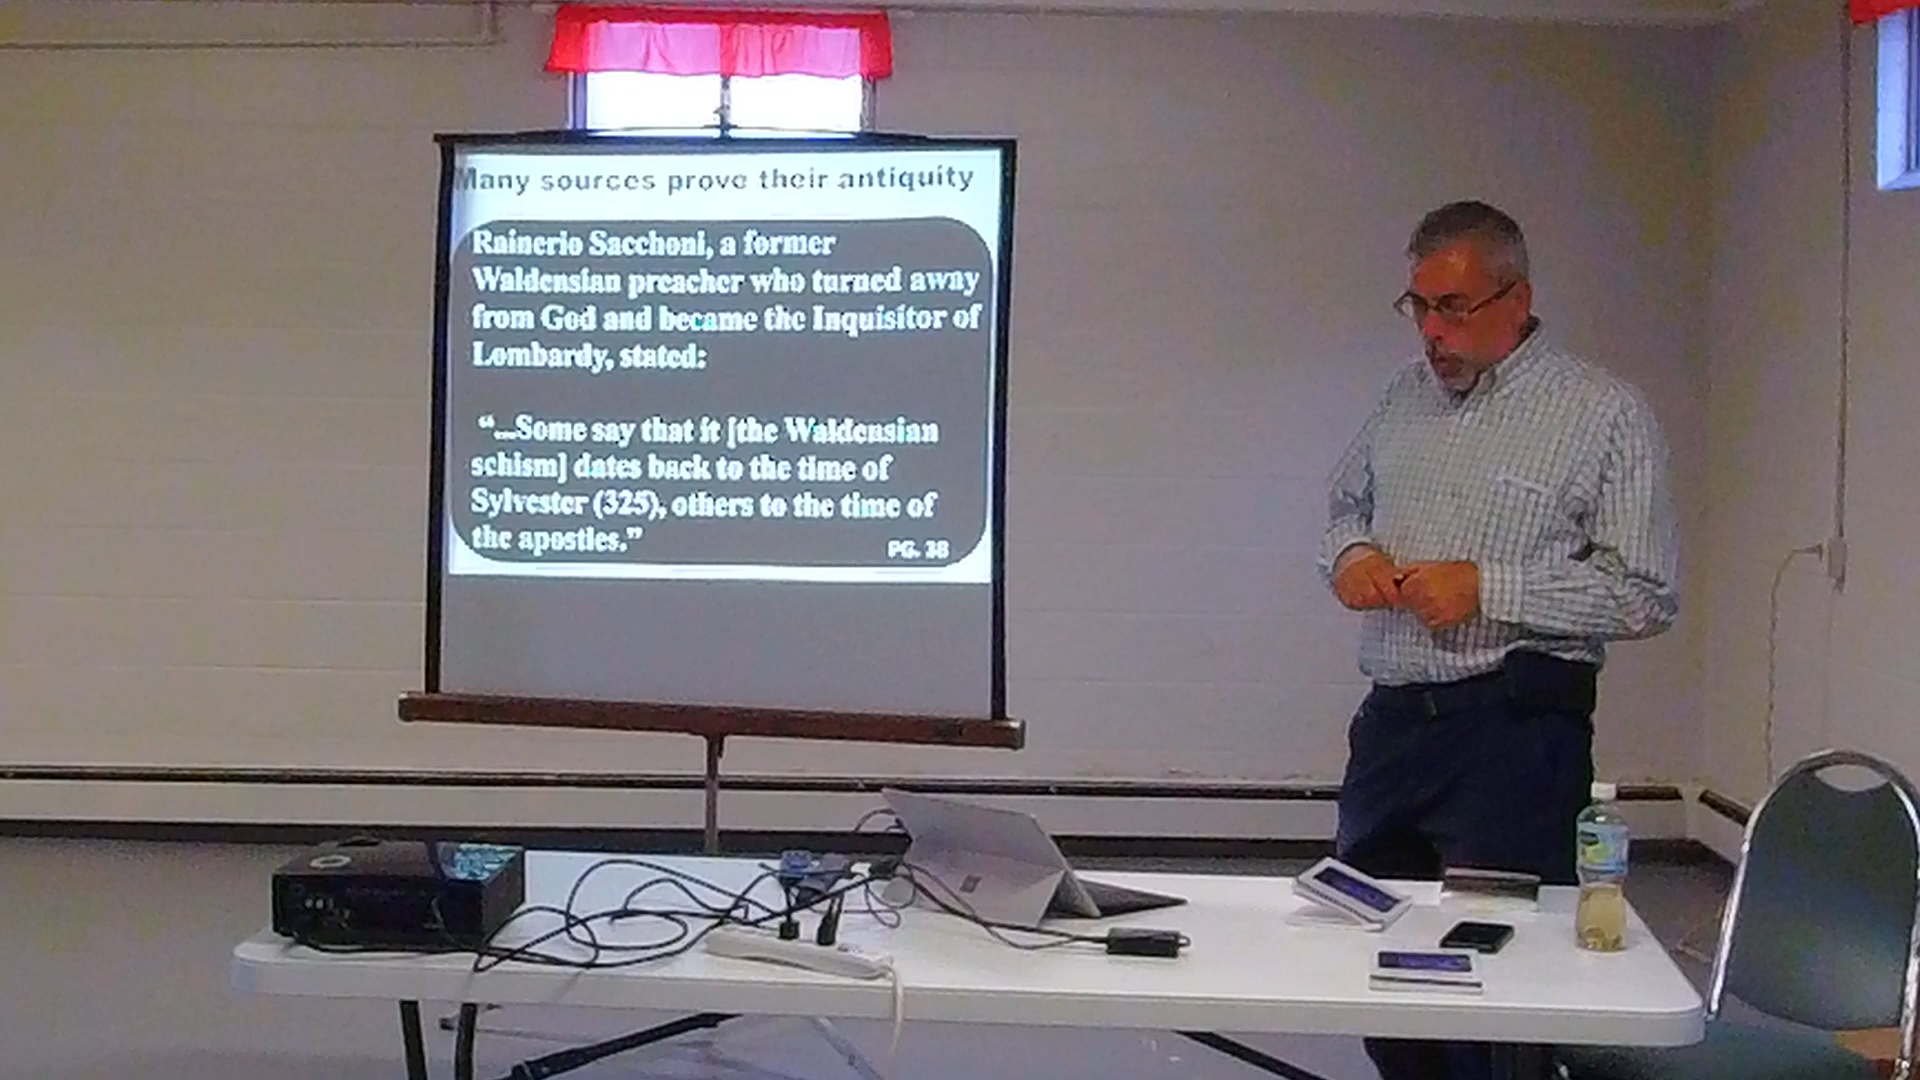 Many sources prove their antiquity
Rainerio Sacchoni, a former
Waldensian preacher who turned away
from God and became the Inquisitor of
Lombardy, stated:
“...Some say that it [the Waldensian
schism] dates back to the time of
Sylvester (325), others to the time of
the apostles.”
PG. 38